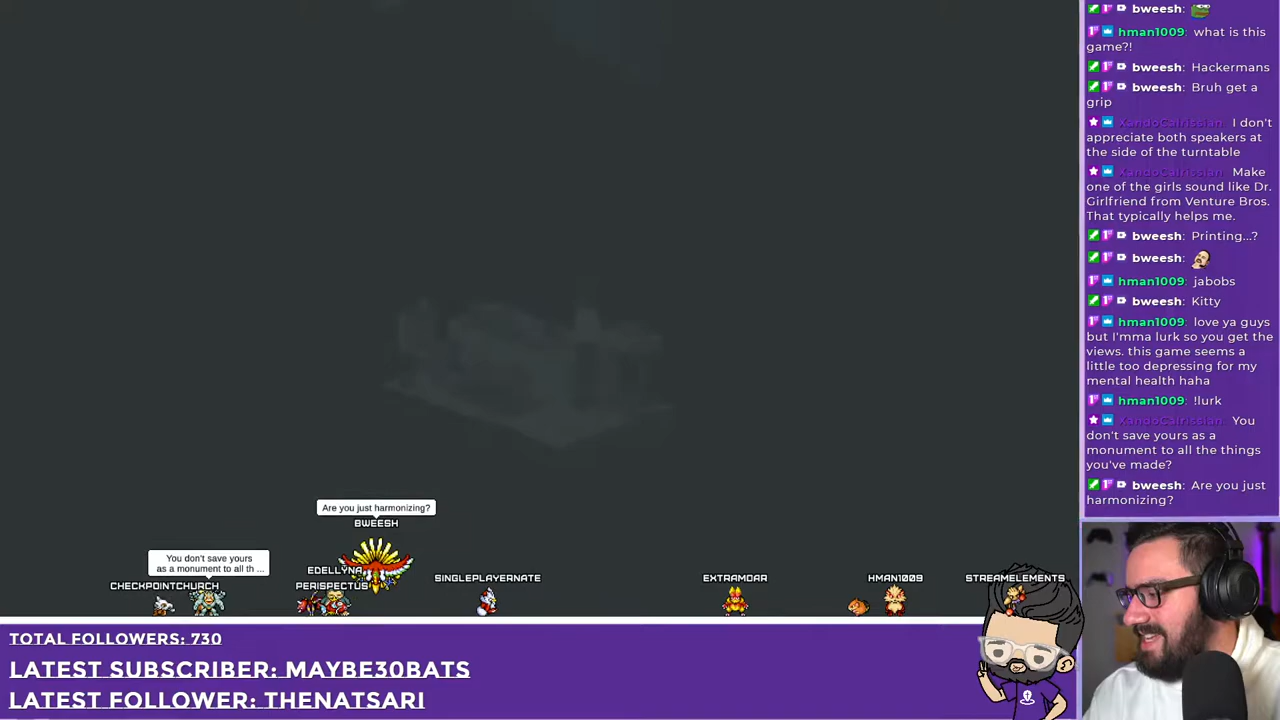 bweesh:
hman1009: what is this
game?!
bweesh: Hackermans
bweesh: Bruh get a
grip
XandoCalrissian I don't
appreciate both speakers at
the side of the turntable
XandoCalrissian Make
one of the girls sound like Dr.
Girlfriend from Venture Bros.
That typically helps me.
bweesh: Printing...?
bweesh:
hman1009: jabobs
bweesh: Kitty
hman1009: love ya guys
but I'mma lurk so you get the
views. this game seems a
little too depressing for my
mental health haha
hman1009: !lurk
XandoCalrissian You
don't save yours as a
monument to all the things
you've made?
bweesh: Are you just
harmonizing?
Are you just harmonizing?
BWEESH
You don't save yours
as a monument to all th ...
CHECKPOINTCHURCH
EDELLYNA
PERISPECTUS
SINGLEPLAYERNATE
EXTRAMOAR
HMAN1009
STREAMELEMENTS
TOTAL FOLLOWERS: 730
LATEST SUBSCRIBER: MAYBE30BATS
LATEST FOLLOWER: THENATSARI